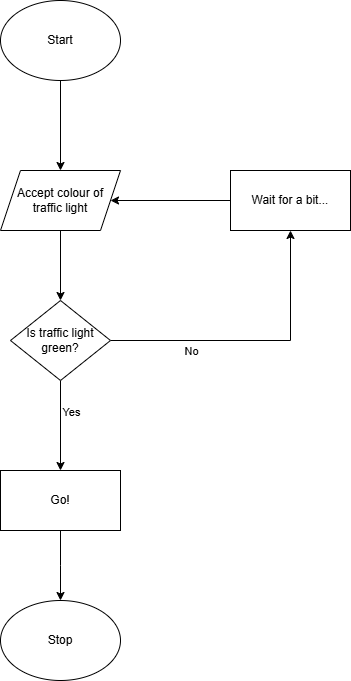 Start
Accept colour of
traffic light
Wait for a bit...
Is traffic light
green?
No
Yes
Go!
Stop